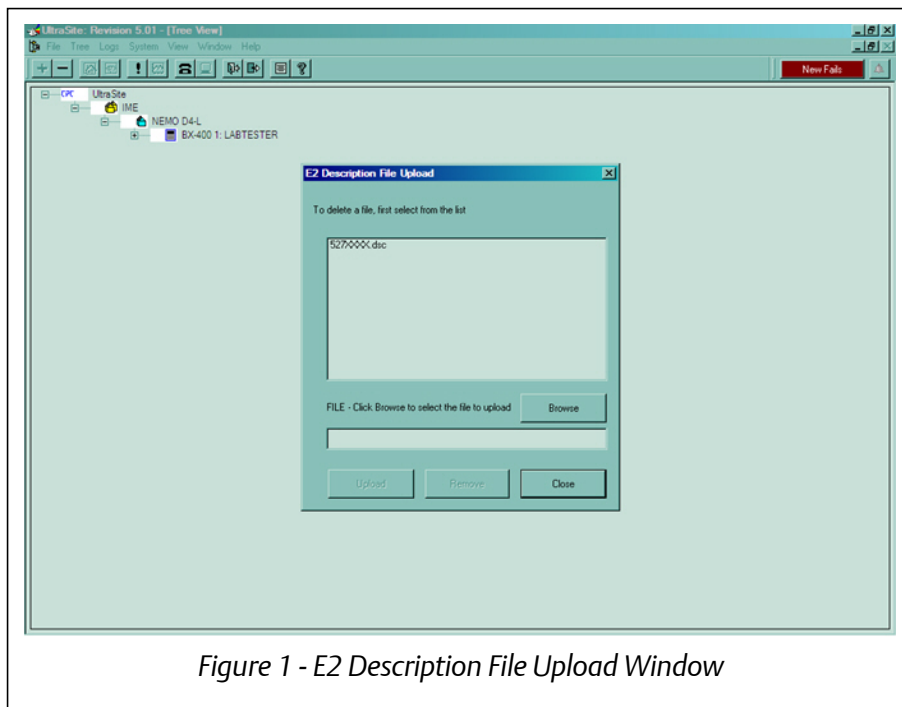 UltraSite: Revision 5.01 - [Tree View]
File Tree Logs System View Window Help
New Fails
CPC UltraSite
IME
NEMO D4-L
BX-400 1: LABTESTER
E2 Description File Upload
To delete a file, first select from the list
527XXXX.dsc
FILE - Click Browse to select the file to upload
Browse
Upload
Remove
Close
Figure 1 - E2 Description File Upload Window